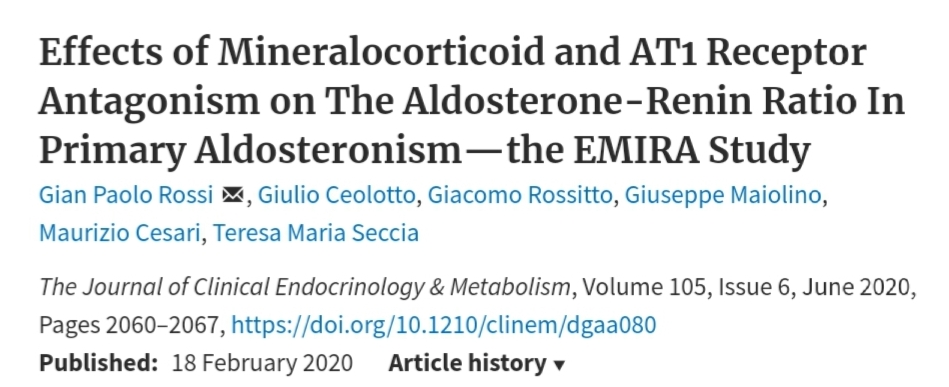 Effects of Mineralocorticoid and AT1 Receptor
Antagonism on The Aldosterone-Renin Ratio In
Primary Aldosteronism—the EMIRA Study
Gian Paolo Rossi ✉, Giulio Ceolotto, Giacomo Rossitto, Giuseppe Maiolino,
Maurizio Cesari, Teresa Maria Seccia
The Journal of Clinical Endocrinology & Metabolism, Volume 105, Issue 6, June 2020,
Pages 2060–2067, https://doi.org/10.1210/clinem/dgaa080
Published: 18 February 2020 Article history ▾